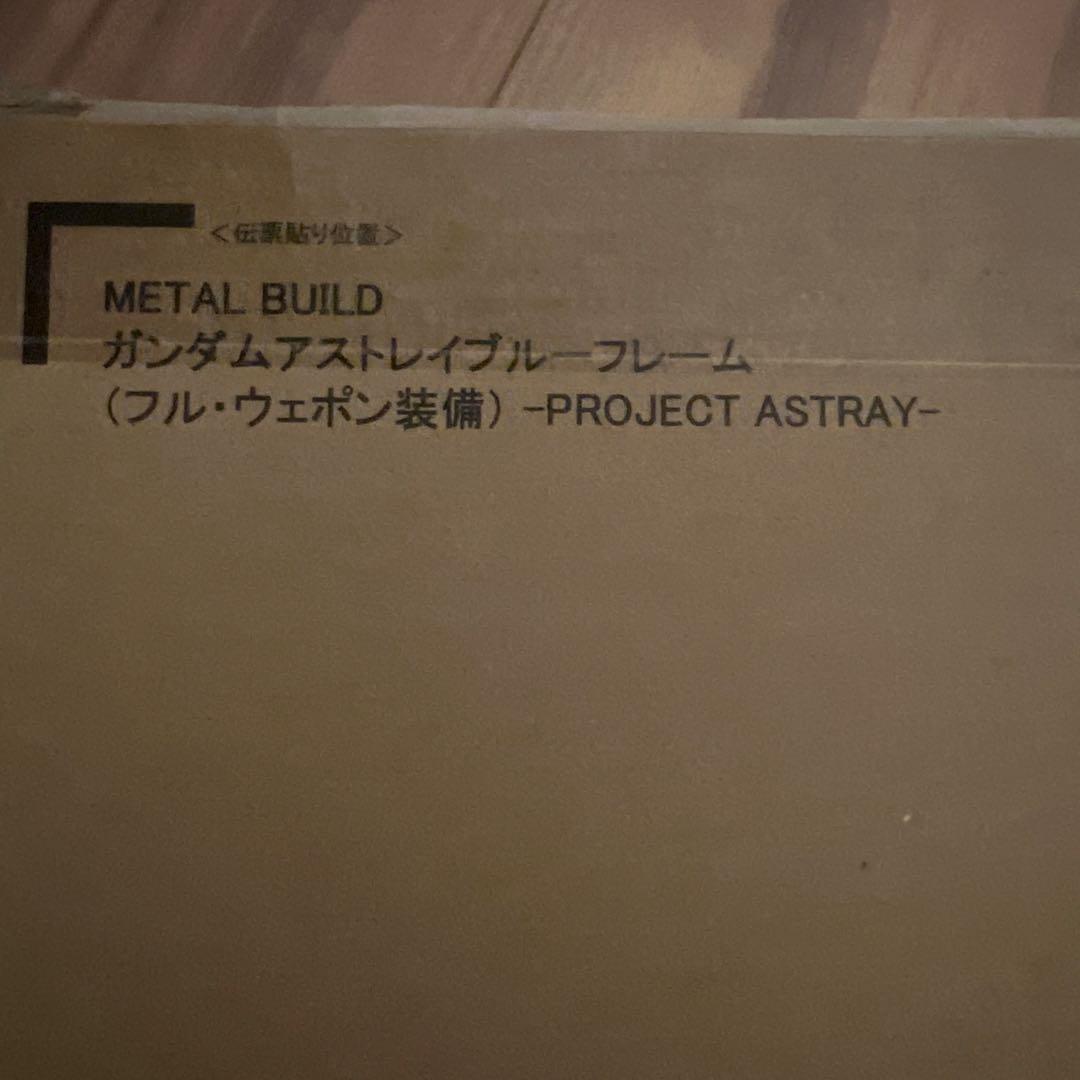 <伝票貼り位置>
METAL BUILD
ガンダムアストレイブルーフレーム
(フル・ウェポン装備) -PROJECT ASTRAY-